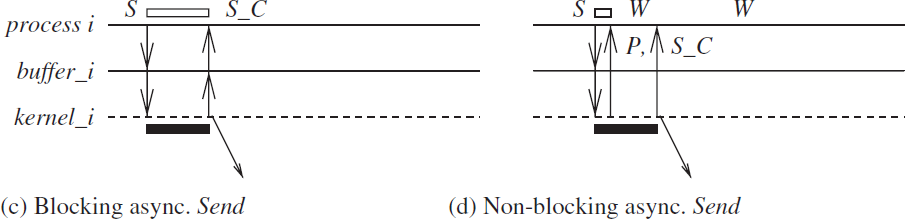 S S_C S W W
process i
P, S_C
buffer_i
kernel_i
(c) Blocking async. Send (d) Non-blocking async. Send